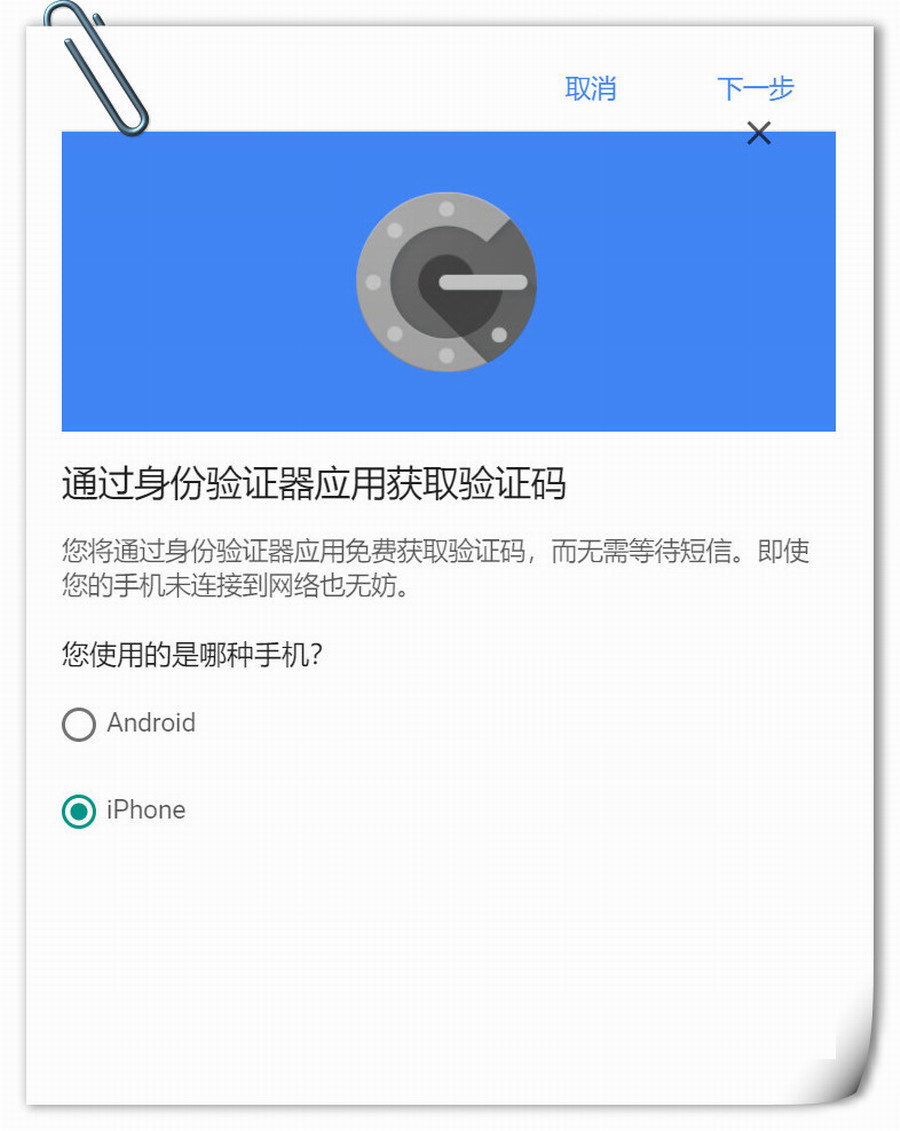 取消
下一步
通过身份验证器应用获取验证码
您将通过身份验证器应用免费获取验证码，而无需等待短信。即使
您的手机未连接到网络也无妨。
您使用的是哪种手机？
Android
iPhone